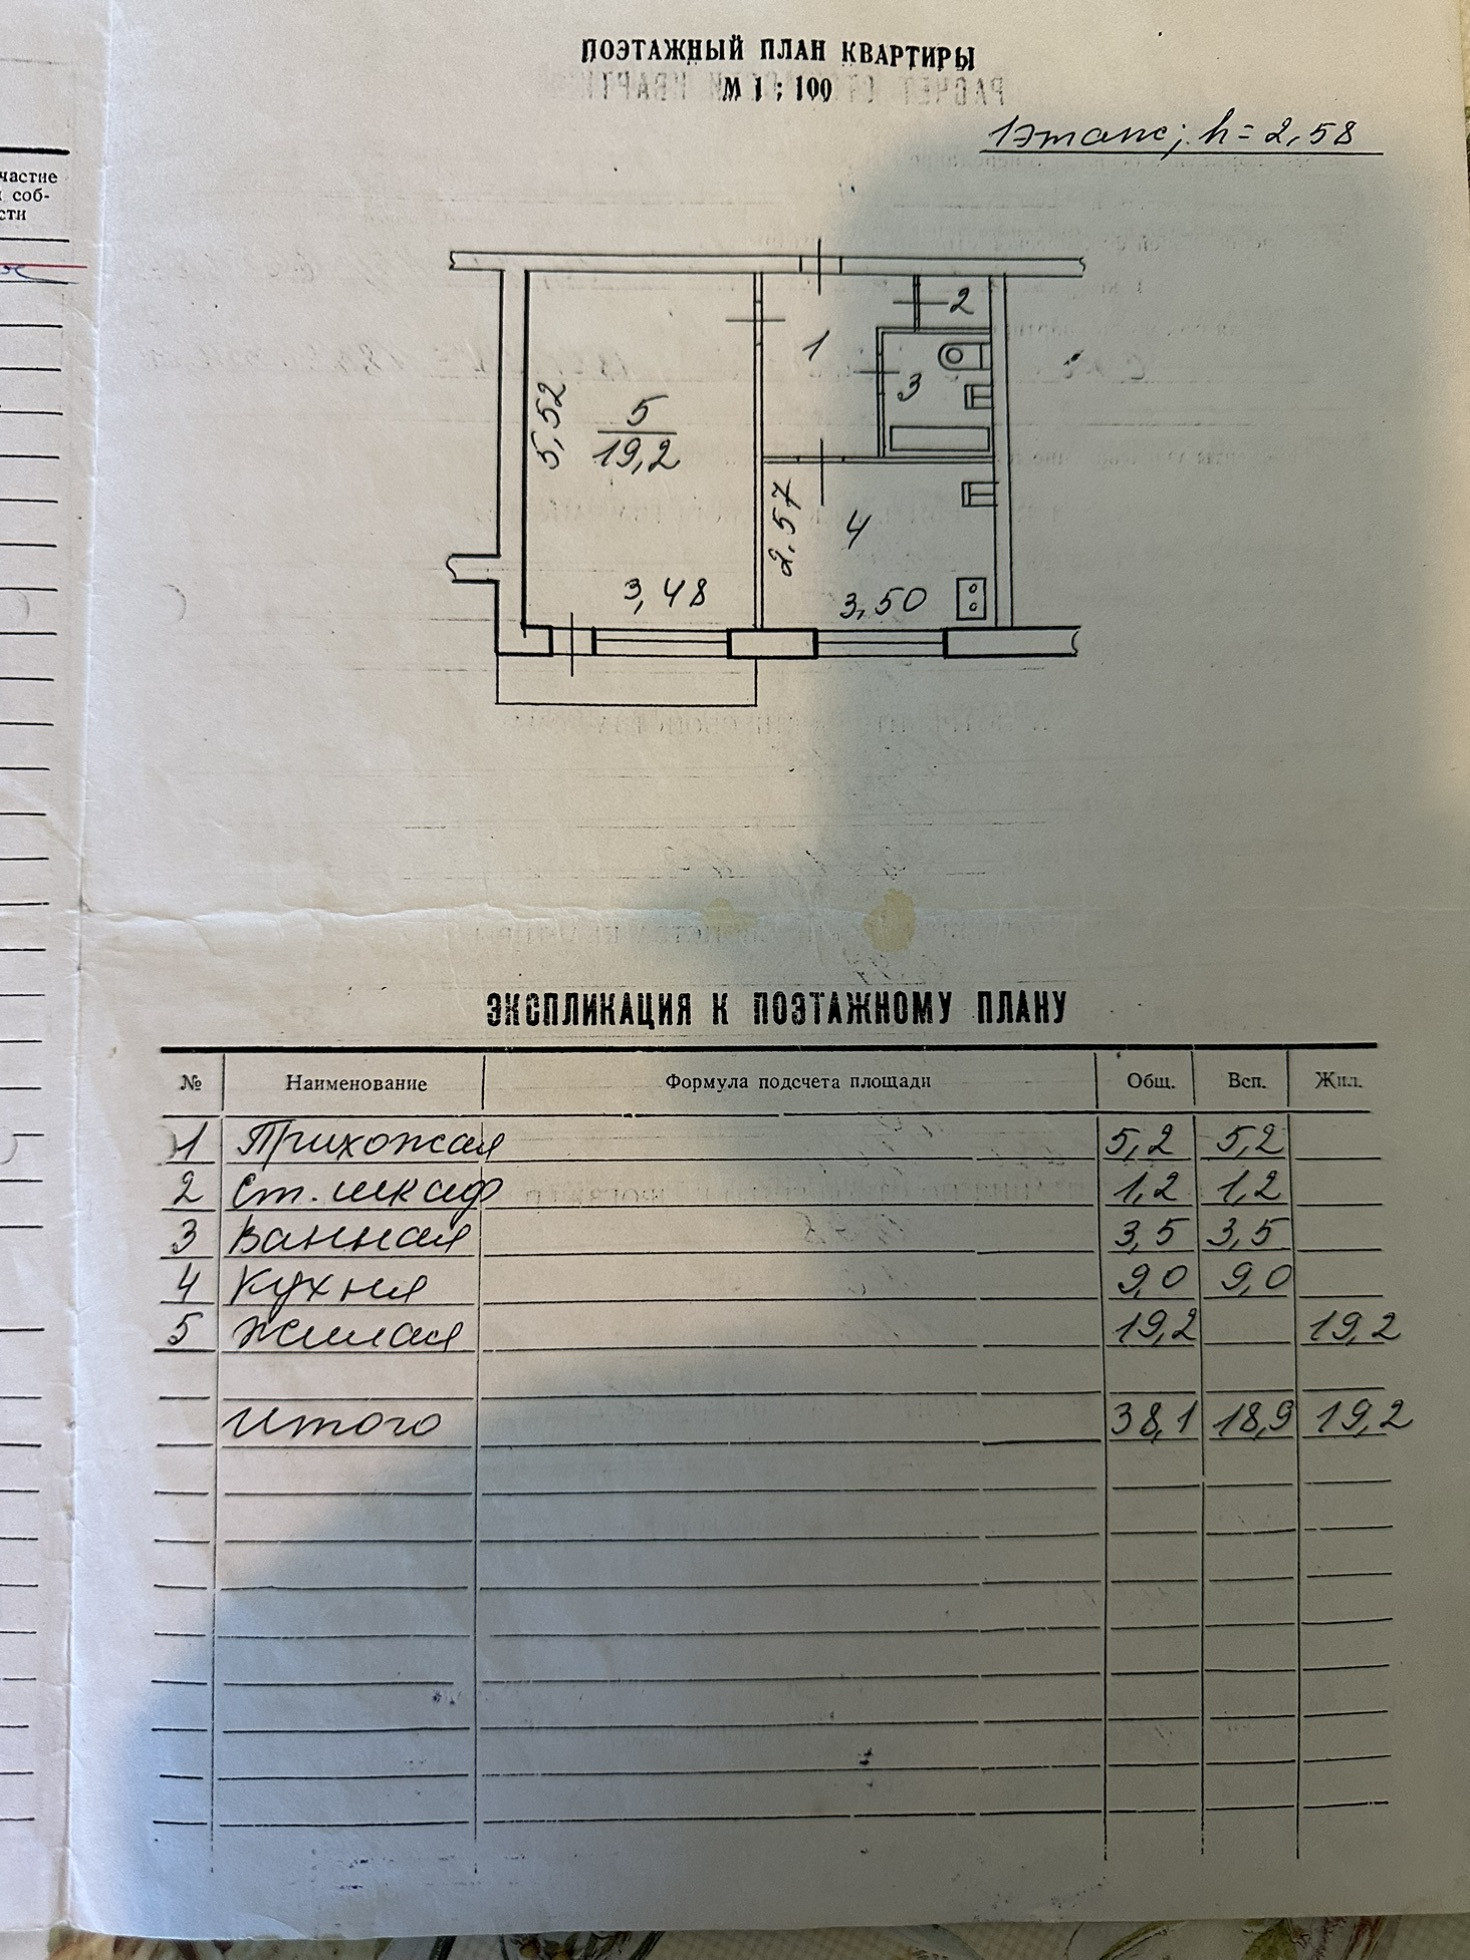 ПОЭТАЖНЫЙ ПЛАН КВАРТИРЫ
М 1 : 100
1этаж; h=2,58
частие
соб-
сти
2
1
3
5,52
5
19,2
2,57
4
3,48
3,50
ЭКСПЛИКАЦИЯ К ПОЭТАЖНОМУ ПЛАНУ
№ Наименование Формула подсчета площади Общ. Всп. Жил.
1 Прихожая 5,2 5,2
2 Ст. шкаф 1,2 1,2
3 Ванная 3,5 3,5
4 Кухня 9,0 9,0
5 Жилая 19,2 19,2
Итого 38,1 18,9 19,2